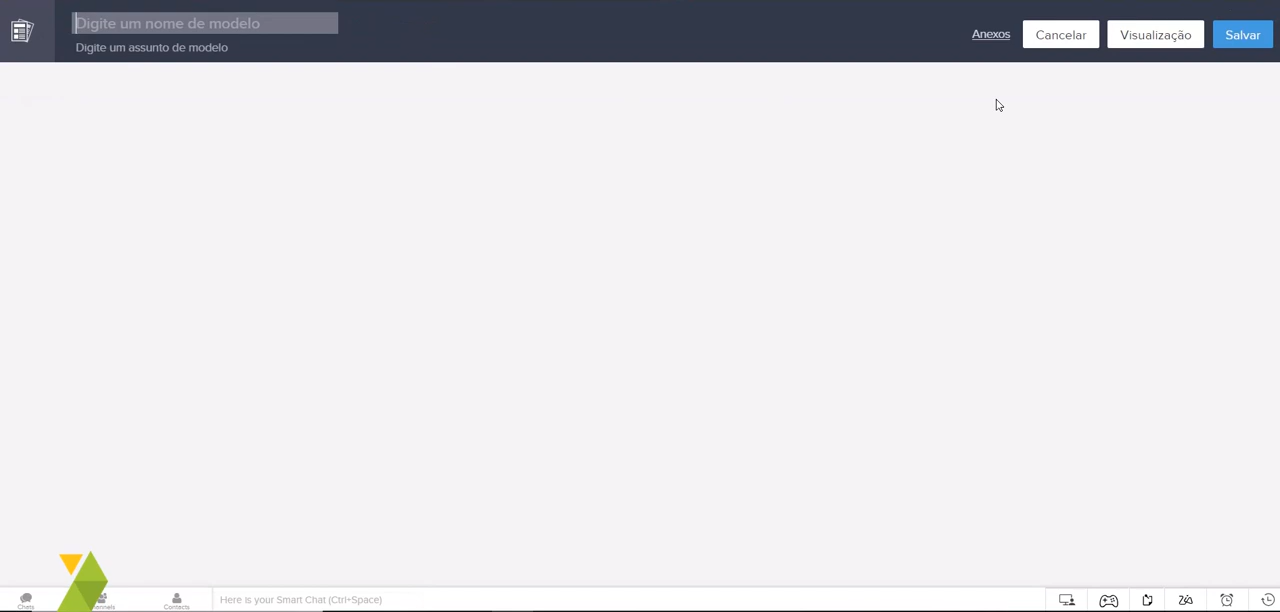 Digite um nome de modelo
Digite um assunto de modelo
Anexos
Cancelar
Visualização
Salvar
Chats
Contacts
Here is your Smart Chat (Ctrl+Space)